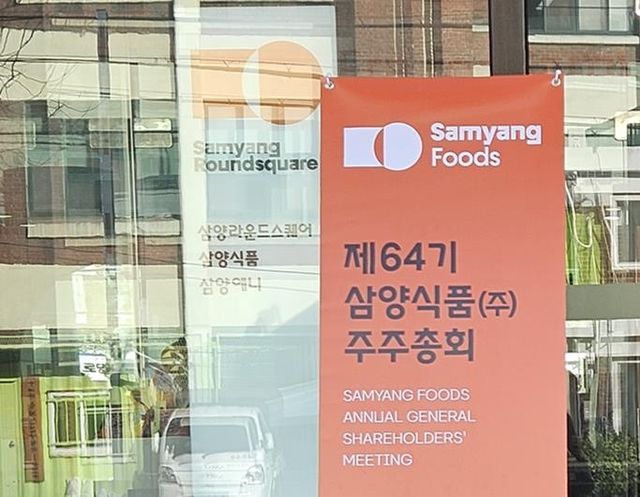 Samyang
Roundsquare
삼양라운드스퀘어
삼양식품
삼양애니
Samyang
Foods
제64기
삼양식품(주)
주주총회
SAMYANG FOODS
ANNUAL GENERAL
SHAREHOLDERS'
MEETING